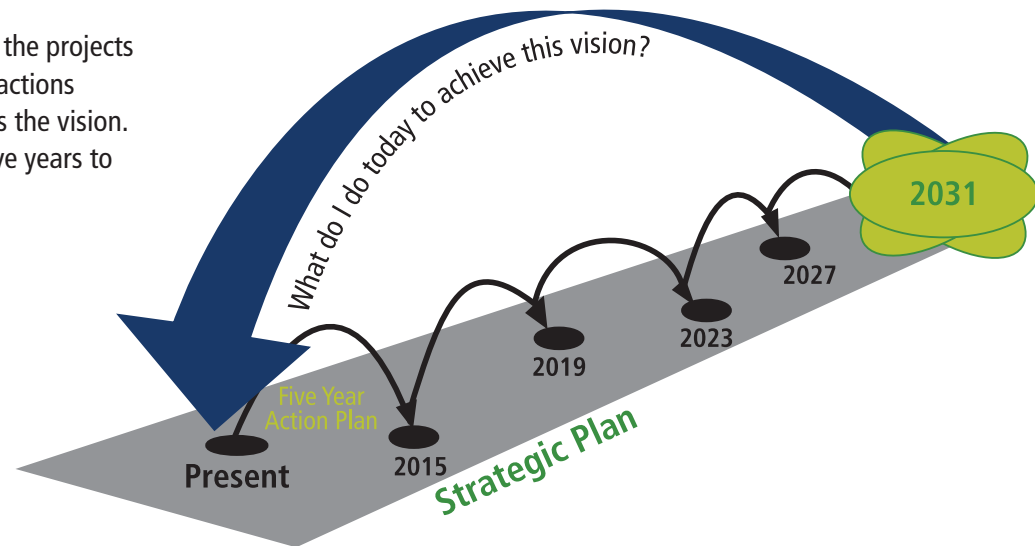 the projects
actions
s the vision.
ve years to
What do I do today to achieve this vision?
2031
2027
2023
2019
Five Year
Action Plan
2015
Present
Strategic Plan